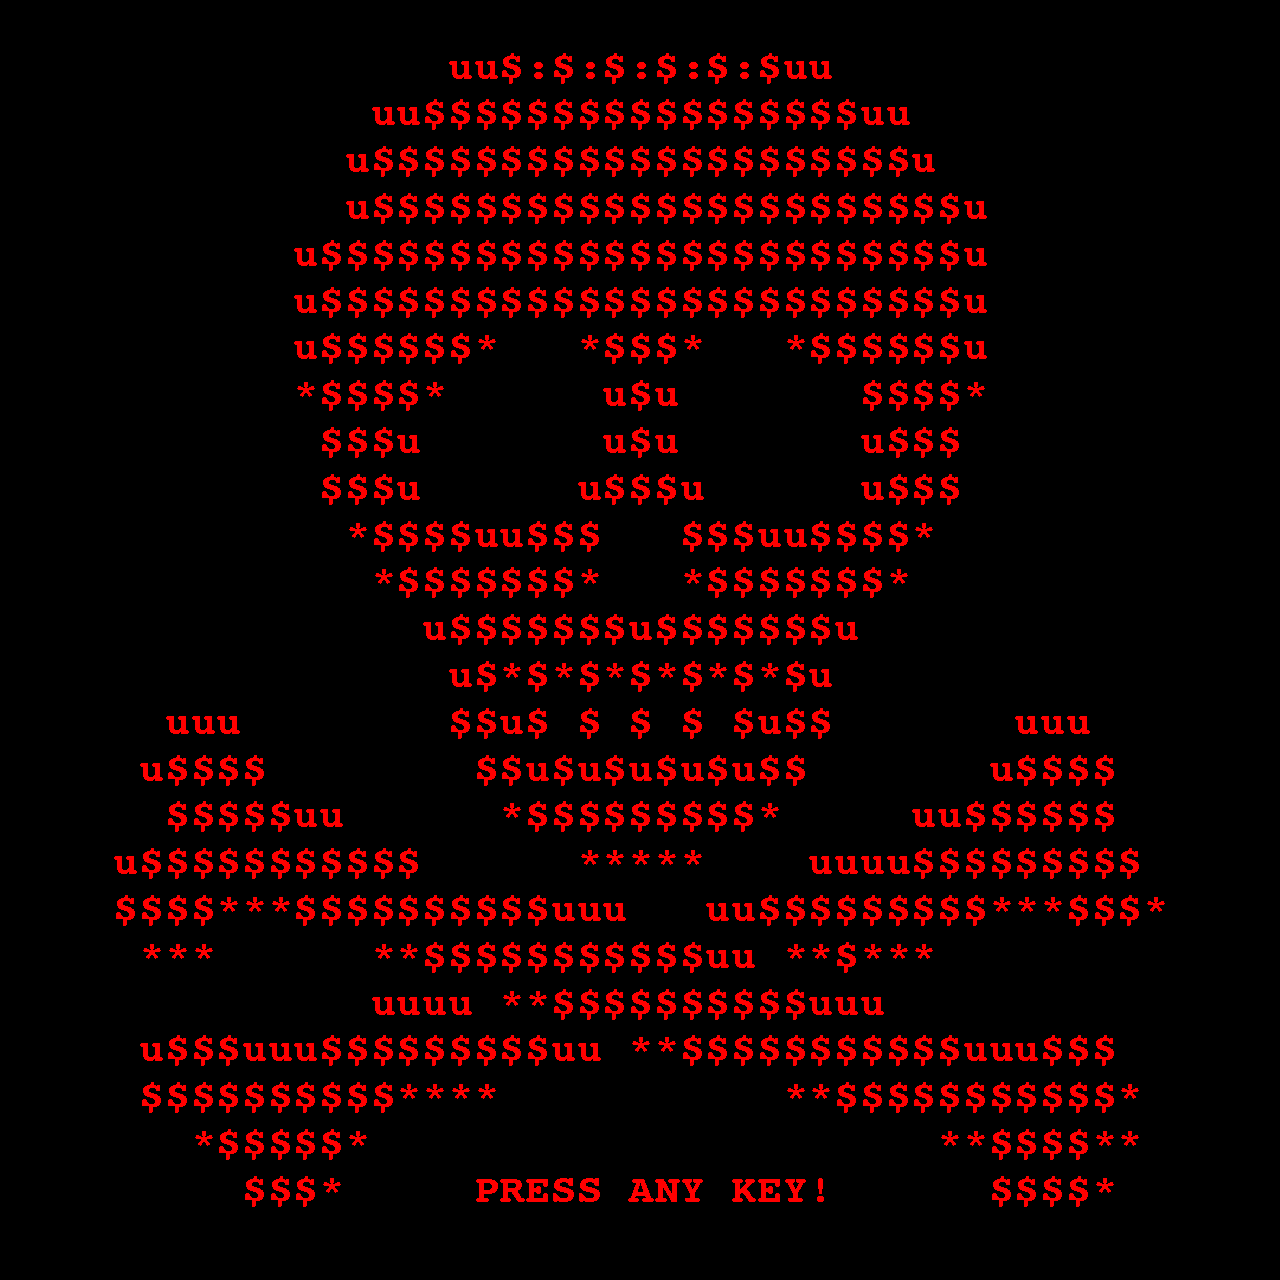 uu$:$:$:$:$:$uu
uu$$$$$$$$$$$$$$$$$uu
u$$$$$$$$$$$$$$$$$$$$$u
u$$$$$$$$$$$$$$$$$$$$$$$u
u$$$$$$$$$$$$$$$$$$$$$$$$$u
u$$$$$$$$$$$$$$$$$$$$$$$$$u
u$$$$$$*   *$$$*   *$$$$$$u
*$$$$*      u$u       $$$$*
$$$u       u$u       u$$$
$$$u      u$$$u      u$$$
*$$$$uu$$$   $$$uu$$$$*
*$$$$$$$*   *$$$$$$$*
u$$$$$$$u$$$$$$$u
u$*$*$*$*$*$*$u
uuu        $$u$ $ $ $ $u$$       uuu
u$$$$        $$u$u$u$u$u$$       u$$$$
$$$$$uu      *$$$$$$$$$*     uu$$$$$$
u$$$$$$$$$$$      *****    uuuu$$$$$$$$$
$$$$***$$$$$$$$$$uuu   uu$$$$$$$$$***$$$*
***      **$$$$$$$$$$$uu **$***
uuuu **$$$$$$$$$$uuu
u$$$uuu$$$$$$$$$uu **$$$$$$$$$$$uuu$$$
$$$$$$$$$$****           **$$$$$$$$$$$*
*$$$$$*                      **$$$$**
$$$*     PRESS ANY KEY!      $$$$*